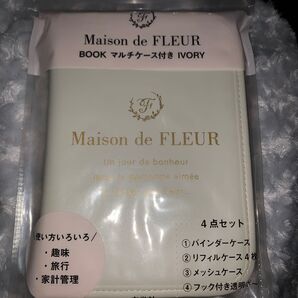 Maison de FLEUR
BOOK マルチケース付き IVORY
Maison de FLEUR
Un jour de bonheur
4点セット
使い方いろいろ/
・趣味
・旅行
・家計管理
①バインダーケース
②リフィルケース4枚
③メッシュケース
④フック付き透明